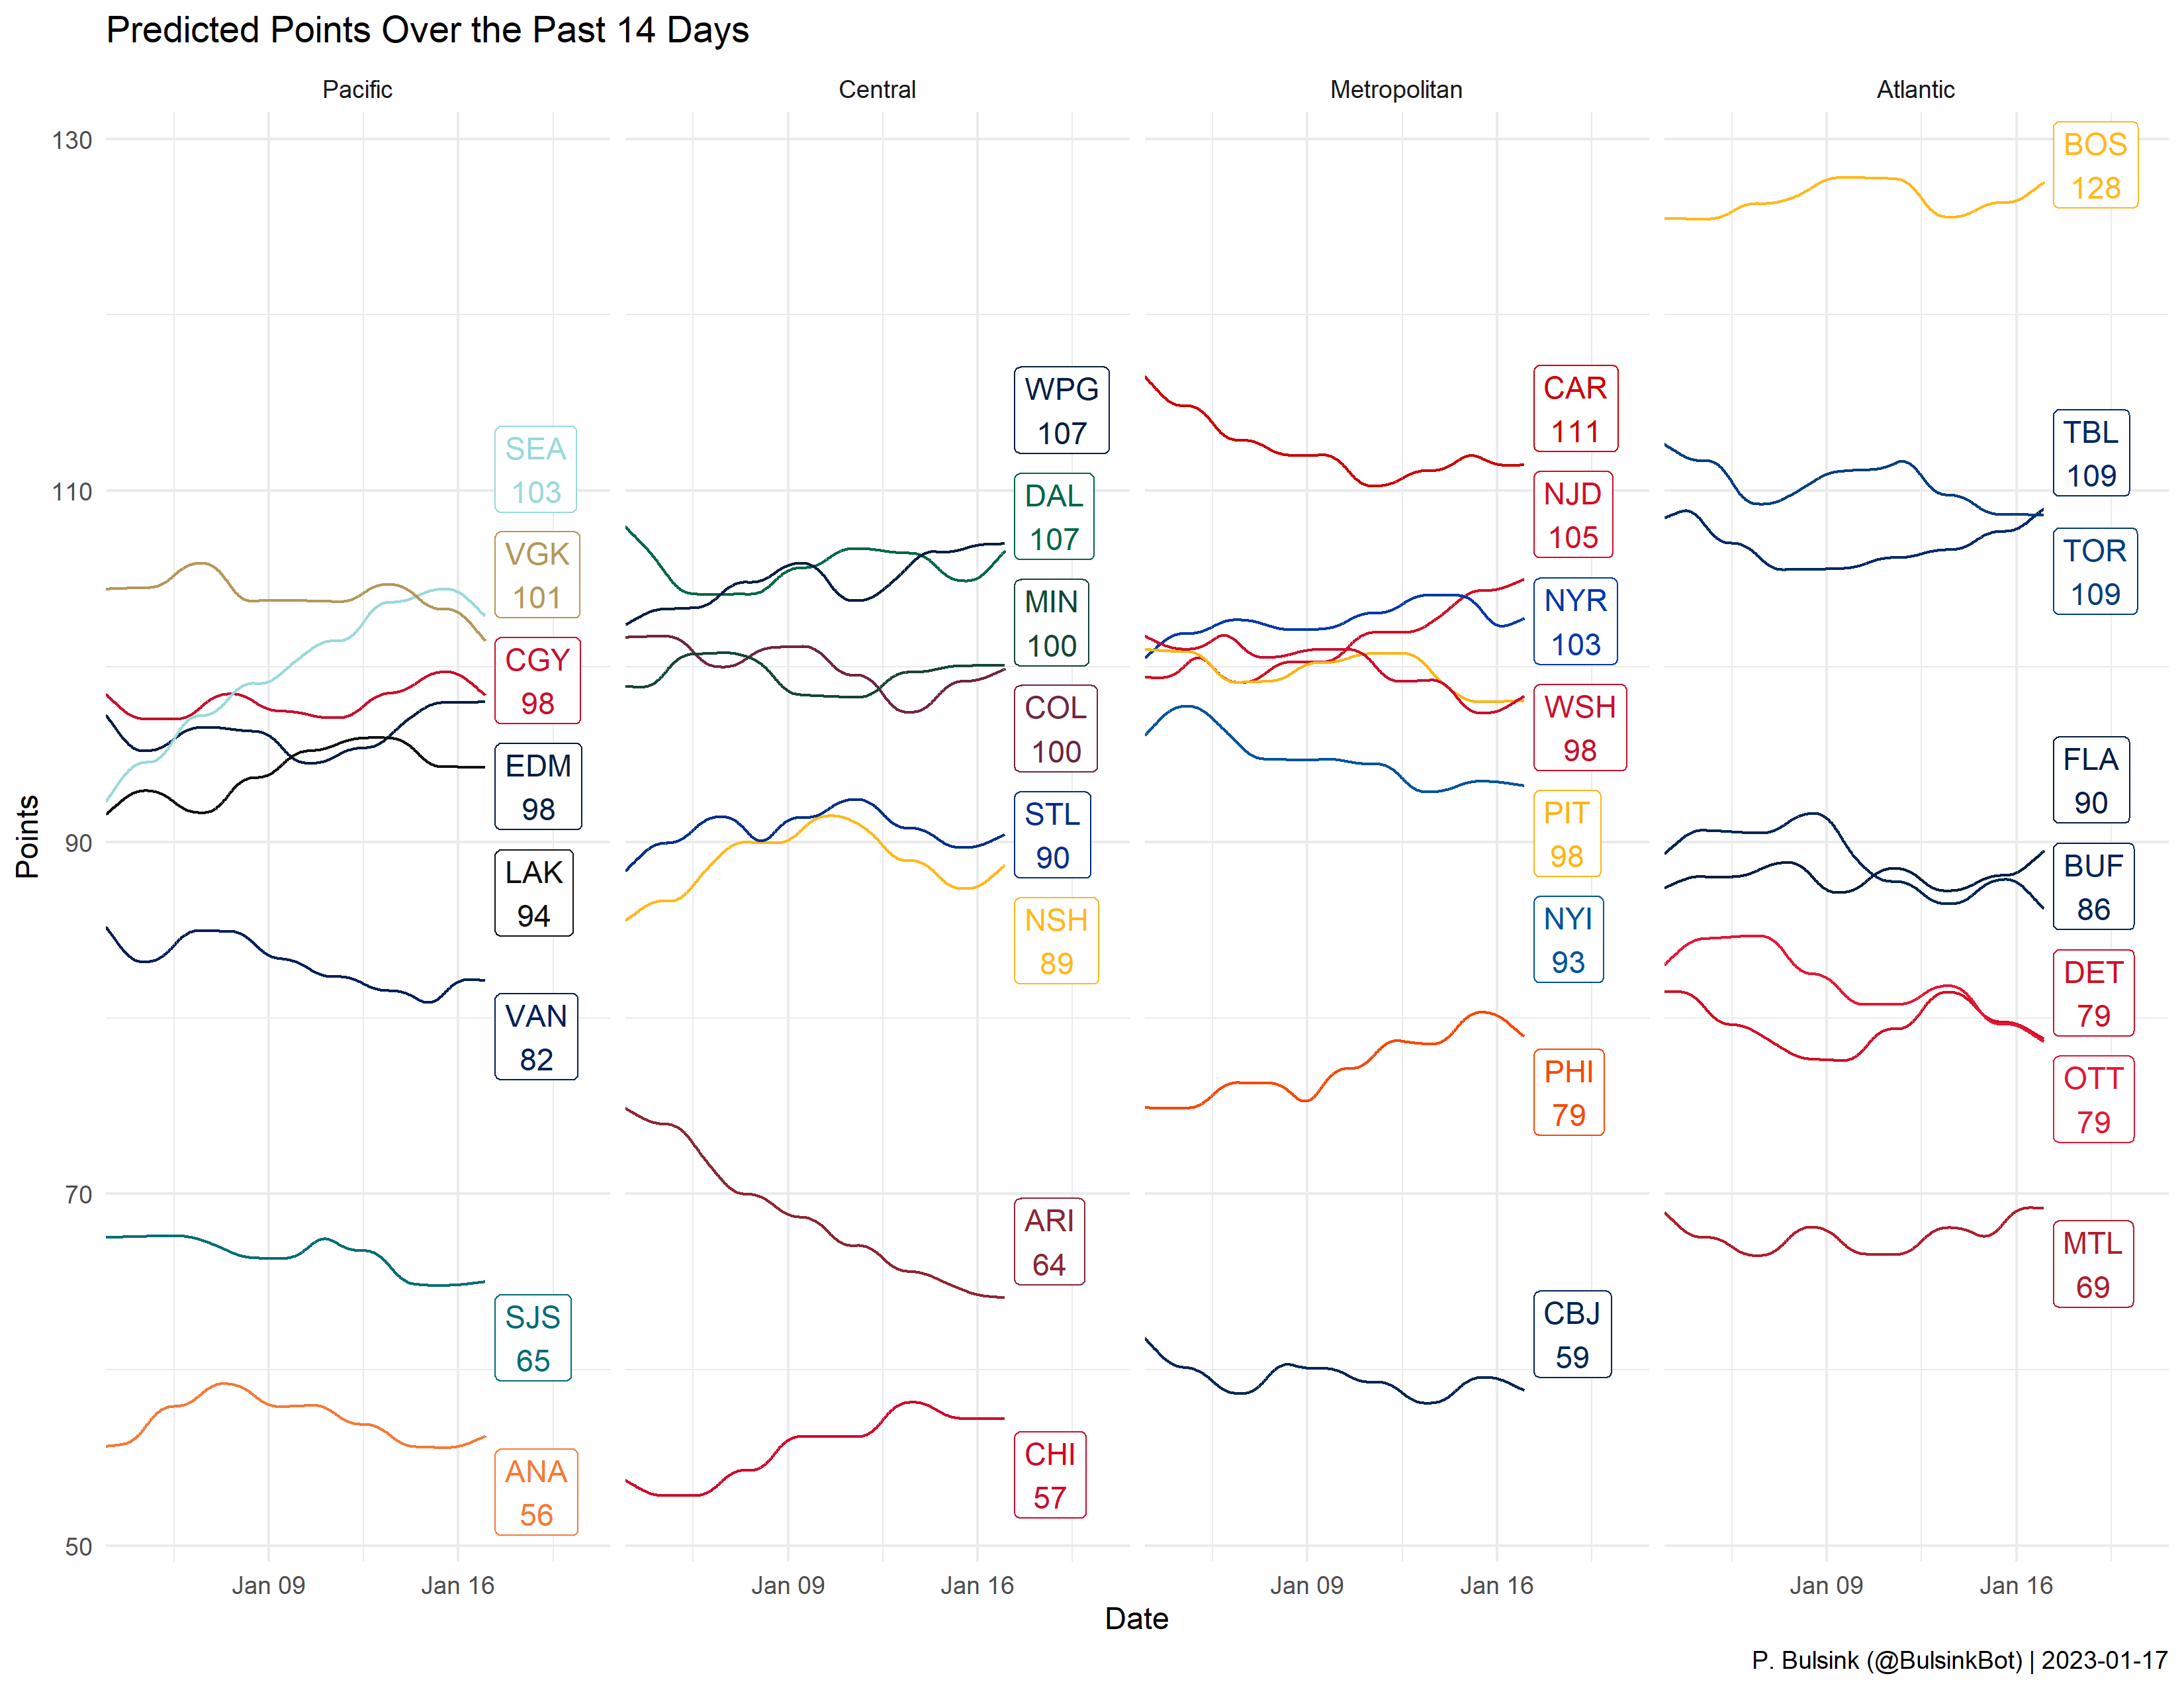 Predicted Points Over the Past 14 Days
Pacific
Central
Metropolitan
Atlantic
Points
130
110
90
70
50
SEA
103
VGK
101
CGY
98
EDM
98
LAK
94
VAN
82
SJS
65
ANA
56
WPG
107
DAL
107
MIN
100
COL
100
STL
90
NSH
89
ARI
64
CHI
57
CAR
111
NJD
105
NYR
103
WSH
98
PIT
98
NYI
93
PHI
79
CBJ
59
BOS
128
TBL
109
TOR
109
FLA
90
BUF
86
DET
79
OTT
79
MTL
69
Jan 09
Jan 16
Jan 09
Jan 16
Jan 09
Jan 16
Jan 09
Jan 16
Date
P. Bulsink (@BulsinkBot) | 2023-01-17